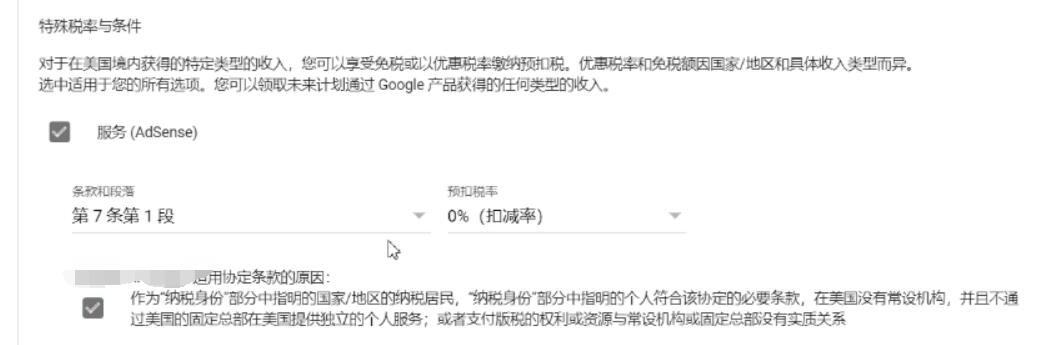 特殊税率与条件
对于在美国境内获得的特定类型的收入，您可以享受免税或以优惠税率缴纳预扣税。优惠税率和免税额因国家/地区和具体收入类型而异。
选中适用于您的所有选项。您可以领取未来计划通过 Google 产品获得的任何类型的收入。
服务 (AdSense)
条款和段落
预扣税率
第 7 条第 1 段
0%（扣减率）
适用协定条款的原因：
作为“纳税身份”部分中指明的国家/地区的纳税居民，“纳税身份”部分中指明的个人符合该协定的必要条款，在美国没有常设机构，并且不通
过美国的固定总部在美国提供独立的个人服务；或者支付版税的权利或资源与常设机构或固定总部没有实质关系